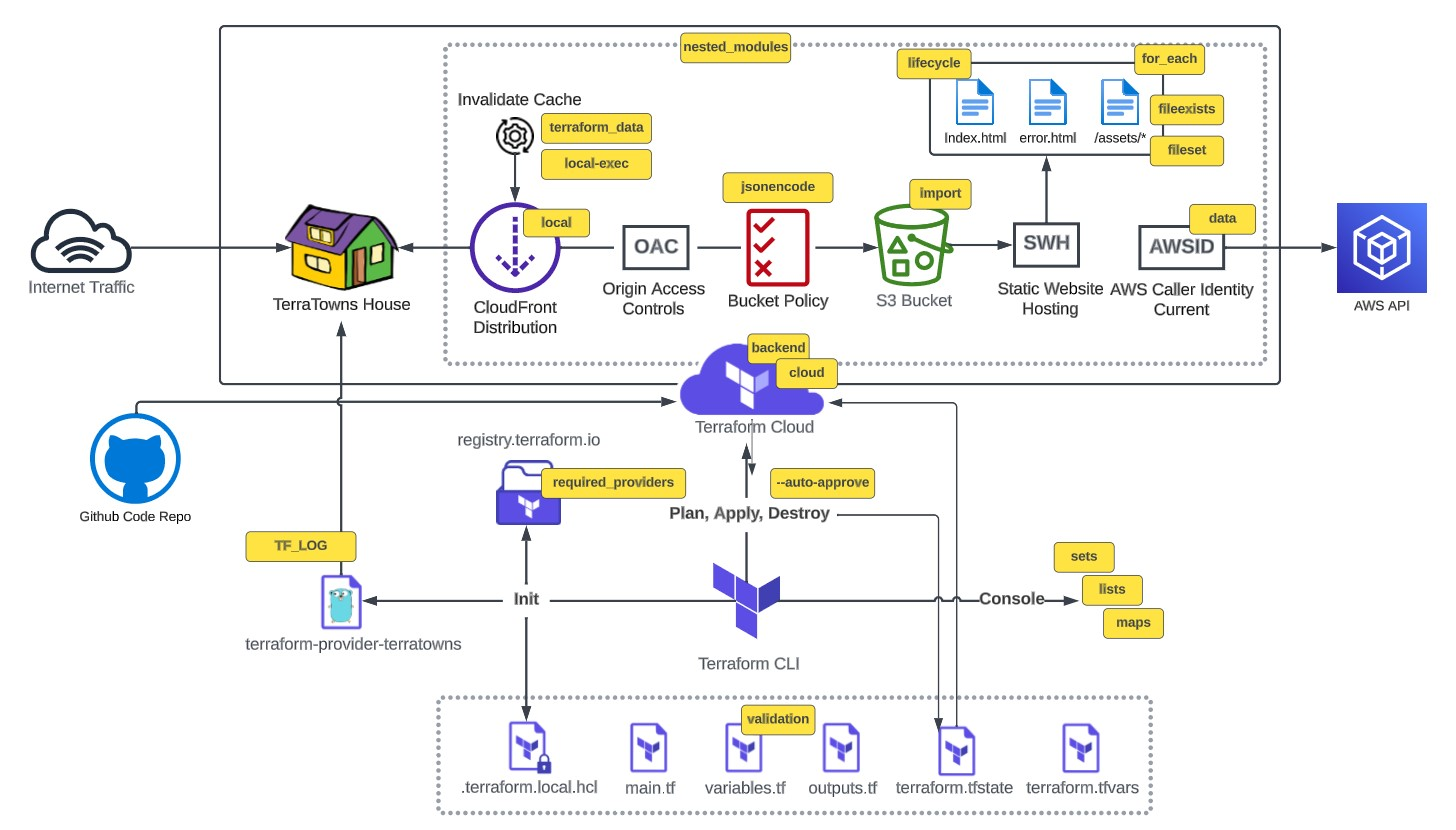 nested_modules
lifecycle
for_each
Invalidate Cache
terraform_data
local-exec
Index.html
error.html
/assets/*
fileexists
fileset
jsonencode
import
local
data
OAC
SWH
AWSID
Internet Traffic
TerraTowns House
CloudFront
Distribution
Origin Access
Controls
Bucket Policy
S3 Bucket
Static Website
Hosting
AWS Caller Identity
Current
AWS API
backend
cloud
Terraform Cloud
registry.terraform.io
required_providers
--auto-approve
Github Code Repo
Plan, Apply, Destroy
TF_LOG
sets
lists
maps
Init
Console
terraform-provider-terratowns
Terraform CLI
validation
.terraform.local.hcl
main.tf
variables.tf
outputs.tf
terraform.tfstate
terraform.tfvars